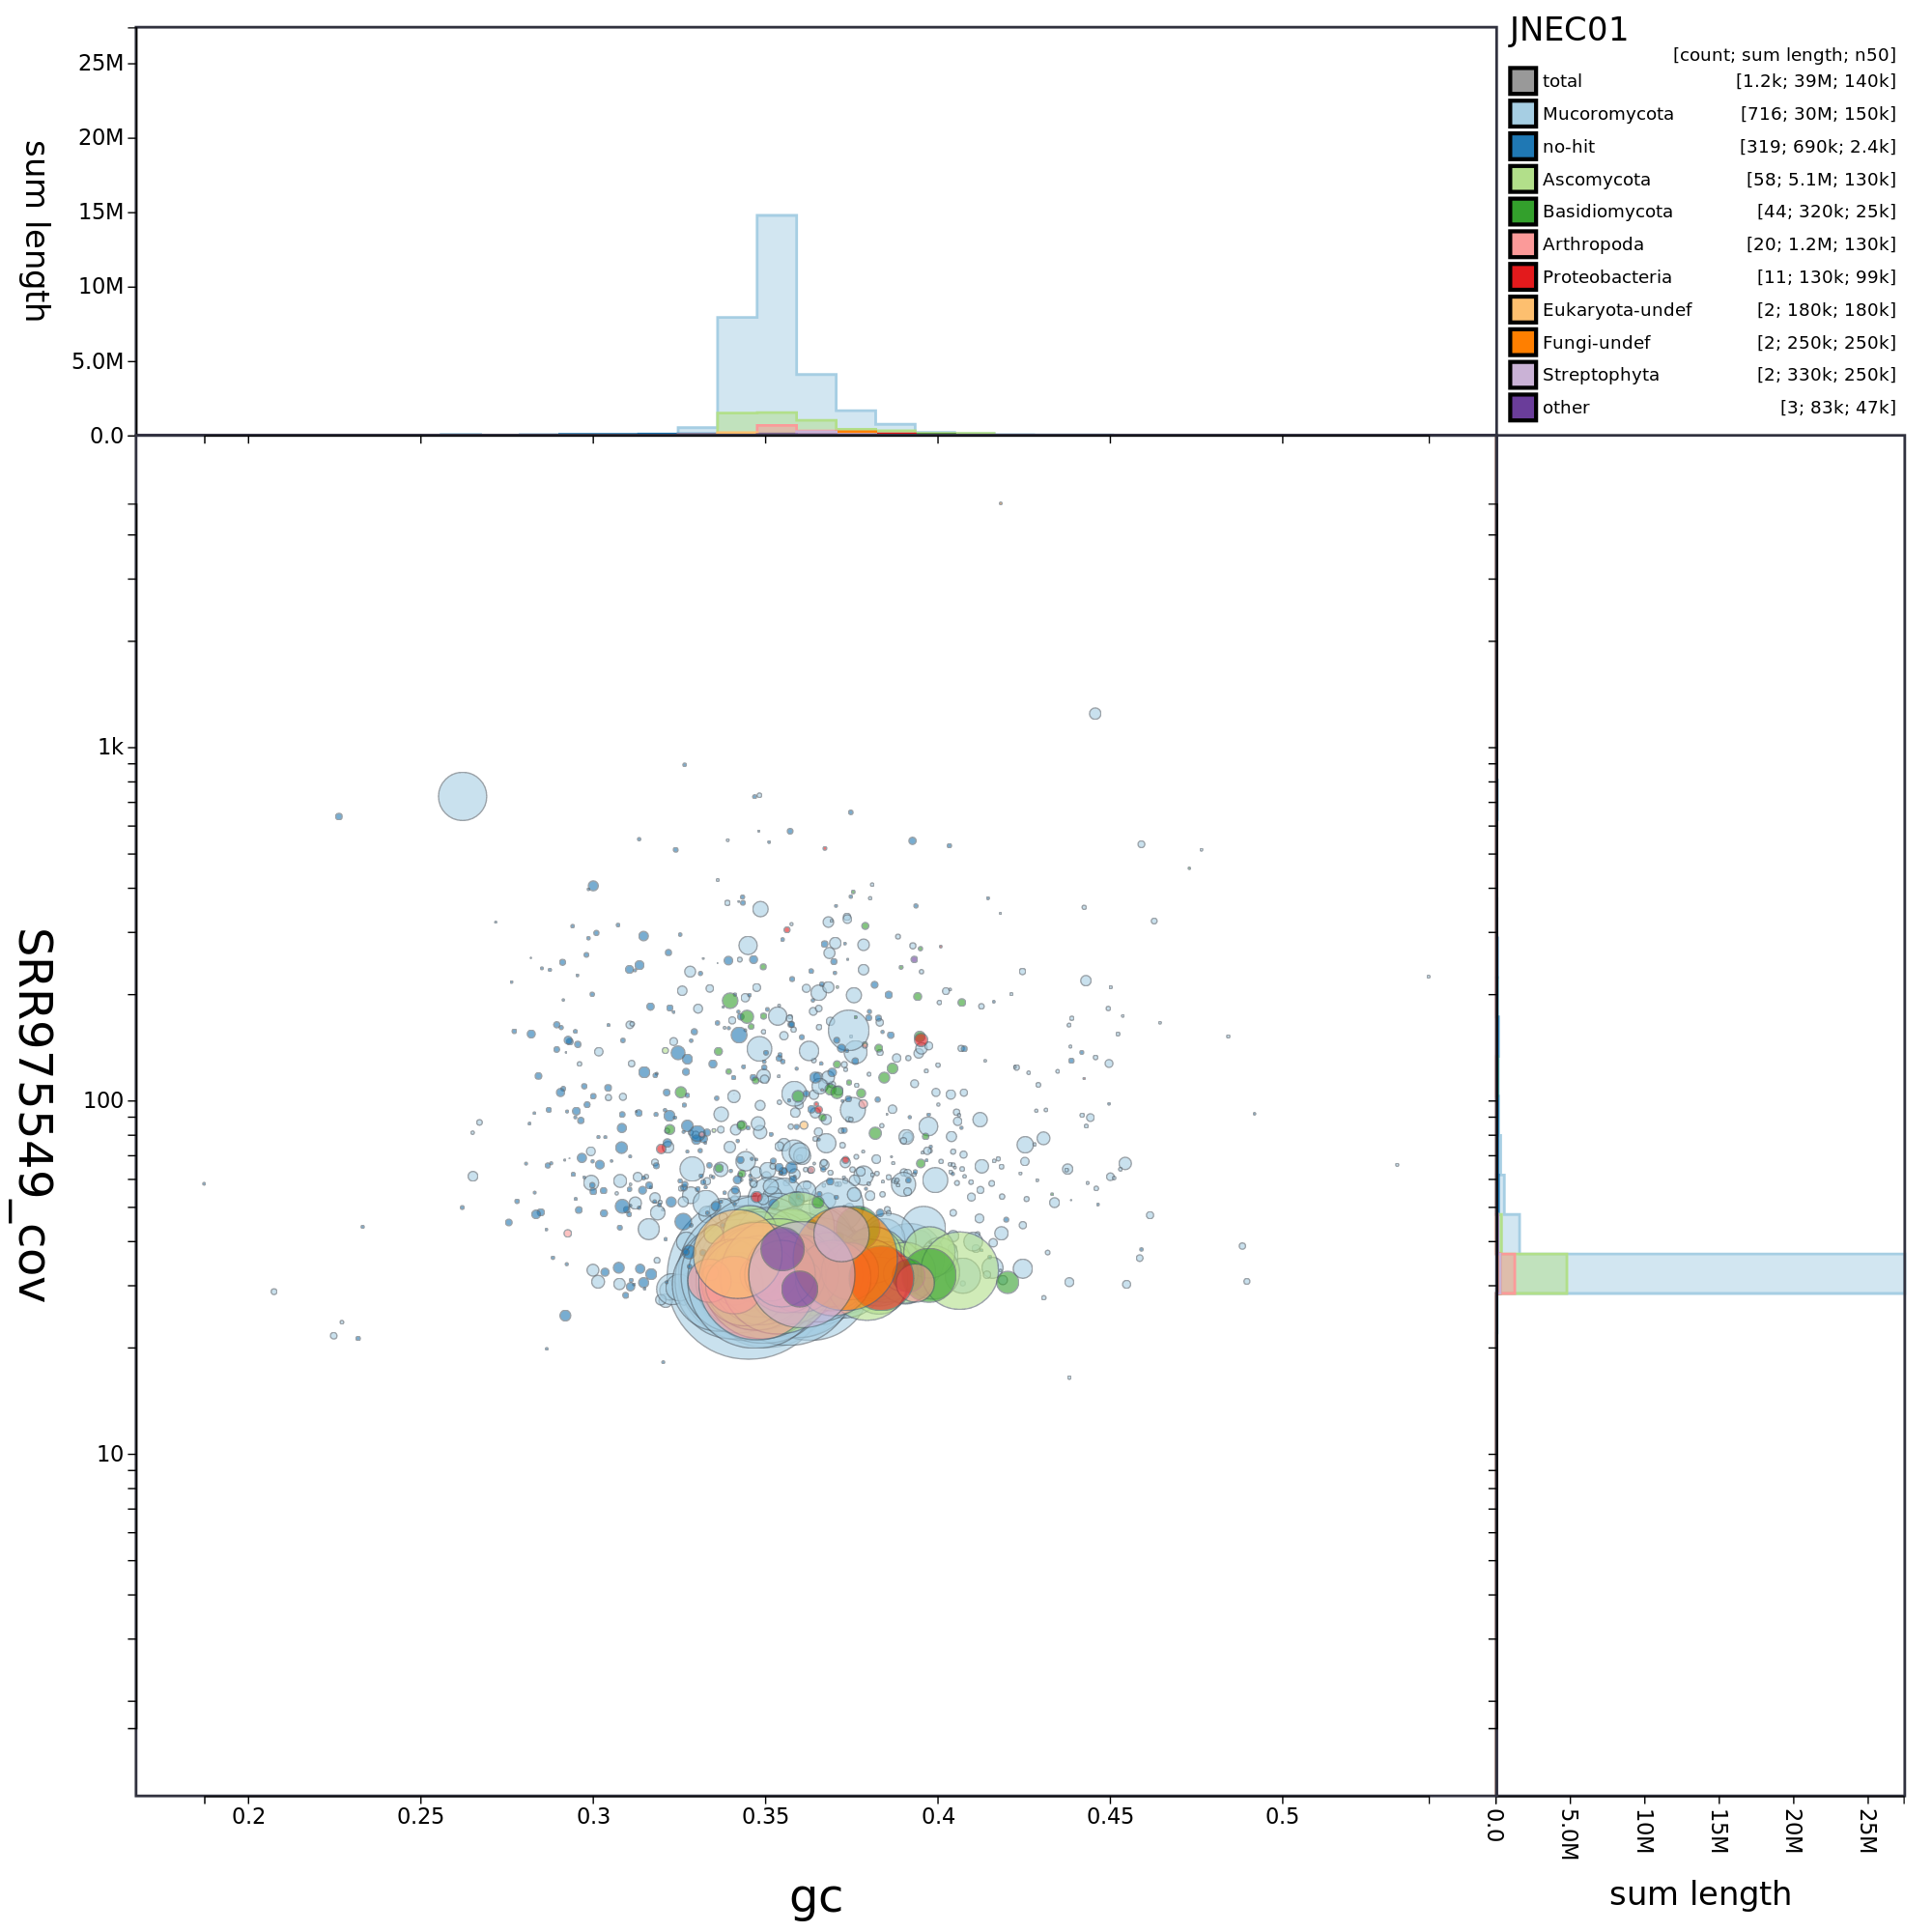 JNEC01
[count; sum length; n50]
total [1.2k; 39M; 140k]
Mucoromycota [716; 30M; 150k]
no-hit [319; 690k; 2.4k]
Ascomycota [58; 5.1M; 130k]
Basidiomycota [44; 320k; 25k]
Arthropoda [20; 1.2M; 130k]
Proteobacteria [11; 130k; 99k]
Eukaryota-undef [2; 180k; 180k]
Fungi-undef [2; 250k; 250k]
Streptophyta [2; 330k; 250k]
other [3; 83k; 47k]
sum length
25M
20M
15M
10M
5.0M
0.0
SRR975549_cov
1k
100
10
0.2 0.25 0.3 0.35 0.4 0.45 0.5
gc
0.0 5.0M 10M 15M 20M 25M
sum length